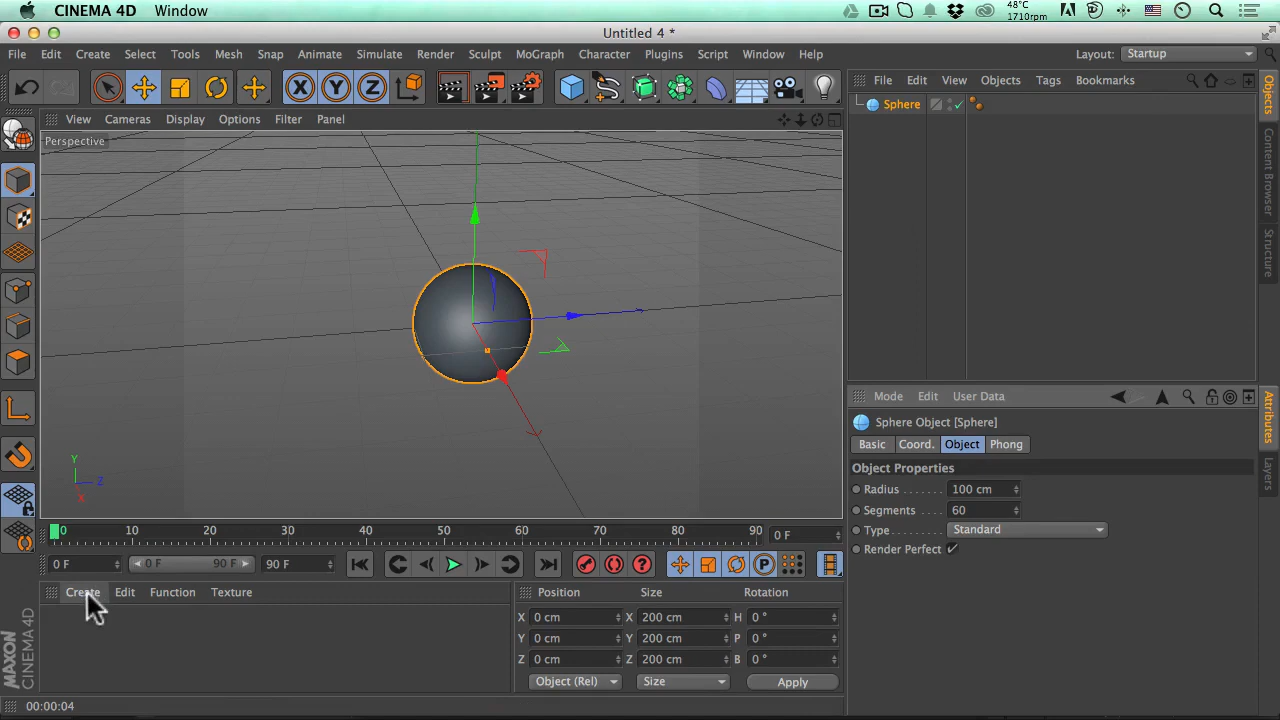 CINEMA 4D Window
48°C
1710rpm
Untitled 4 *
File Edit Create Select Tools Mesh Snap Animate Simulate Render Sculpt MoGraph Character Plugins Script Window Help
Layout: Startup
X Y Z
File Edit View Objects Tags Bookmarks
Sphere
View Cameras Display Options Filter Panel
Perspective
Y
Z
X
Objects
Content Browser
Structure
Mode Edit User Data
Sphere Object [Sphere]
Basic Coord. Object Phong
Object Properties
Radius . . . . . . . 100 cm
Segments . . . . 60
Type . . . . . . . . . Standard
Render Perfect
Attributes
Layers
0 10 20 30 40 50 60 70 80 90 0 F
0 F 0 F 90 F 90 F
P
Create Edit Function Texture
Position Size Rotation
X 0 cm X 200 cm H 0 °
Y 0 cm Y 200 cm P 0 °
Z 0 cm Z 200 cm B 0 °
Object (Rel) Size Apply
MAXON
CINEMA 4D
00:00:04